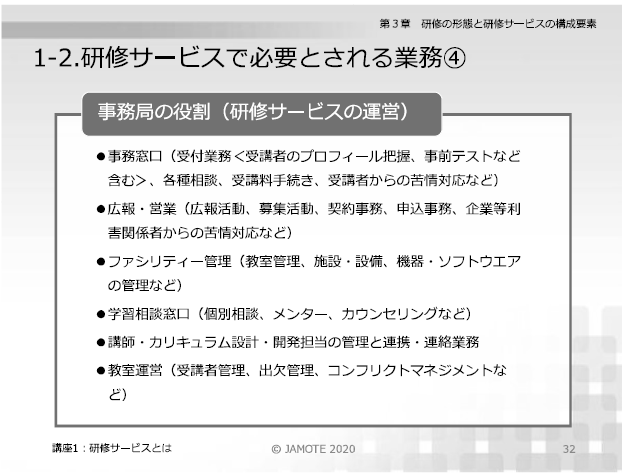 第３章　研修の形態と研修サービスの構成要素
1-2.研修サービスで必要とされる業務④
事務局の役割（研修サービスの運営）
●事務窓口（受付業務＜受講者のプロフィール把握、事前テストなど
含む＞、各種相談、受講料手続き、受講者からの苦情対応など）
●広報・営業（広報活動、募集活動、契約事務、申込事務、企業等利
害関係者からの苦情対応など）
●ファシリティー管理（教室管理、施設・設備、機器・ソフトウエア
の管理など）
●学習相談窓口（個別相談、メンター、カウンセリングなど）
●講師・カリキュラム設計・開発担当の管理と連携・連絡業務
●教室運営（受講者管理、出欠管理、コンフリクトマネジメントな
ど）
講座1：研修サービスとは
© JAMOTE 2020
32